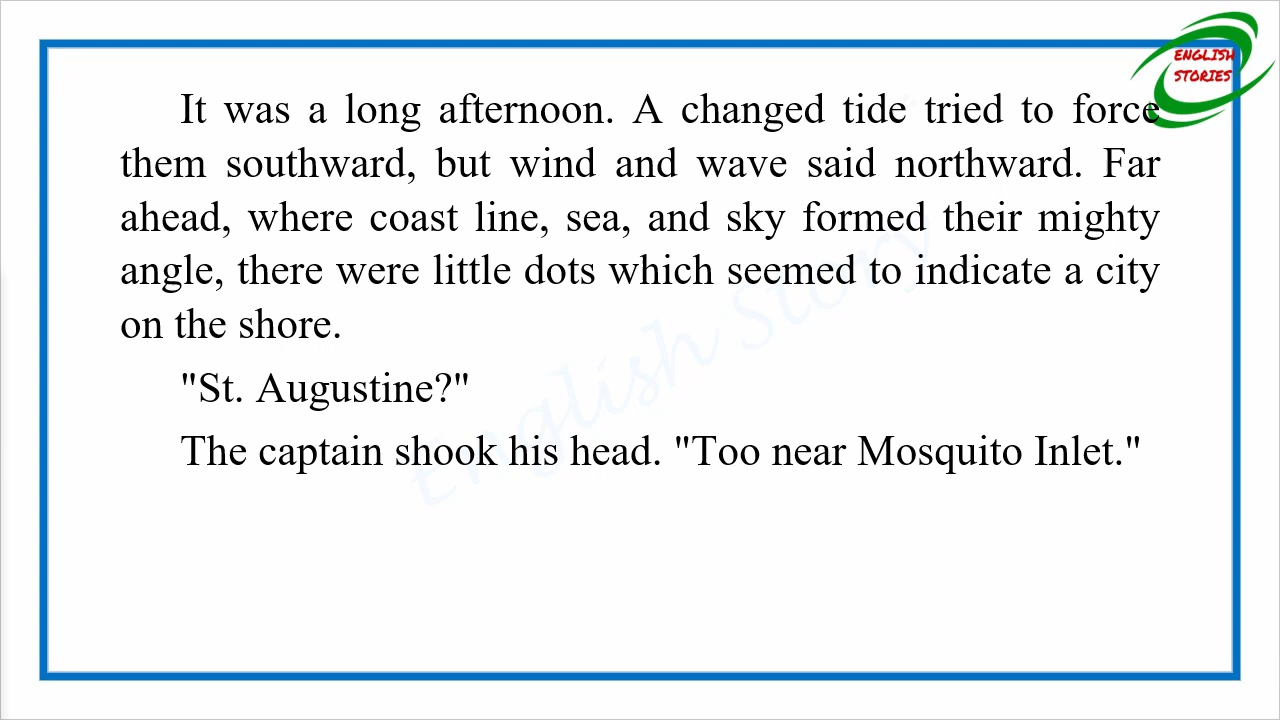 ENGLISH
STORIES
It was a long afternoon. A changed tide tried to force
them southward, but wind and wave said northward. Far
ahead, where coast line, sea, and sky formed their mighty
angle, there were little dots which seemed to indicate a city
on the shore.
"St. Augustine?"
The captain shook his head. "Too near Mosquito Inlet."
English Story